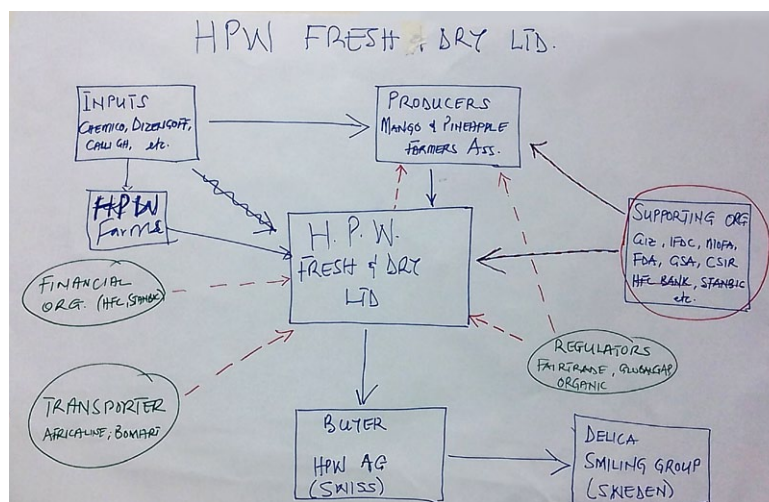 HPW FRESH & DRY LTD.
INPUTS
CHEMICO, DIZENGOFF,
CALLIGH, etc.
PRODUCERS
MANGO & PINEAPPLE
FARMERS ASS.
HPW
Farms
H. P. W.
FRESH & DRY
LTD
SUPPORTING ORG
GIZ, IFDC, MOFA,
FDA, GSA, CSIR
HFC BANK, STANBIC
etc.
FINANCIAL
ORG. (HFC, STANBIC)
REGULATORS
FAIRTRADE, GLOBALGAP
ORGANIC
TRANSPORTER
AFRICALINE, BOMART
BUYER
HPW AG
(SWISS)
DELICA
SMILING GROUP
(SWEDEN)